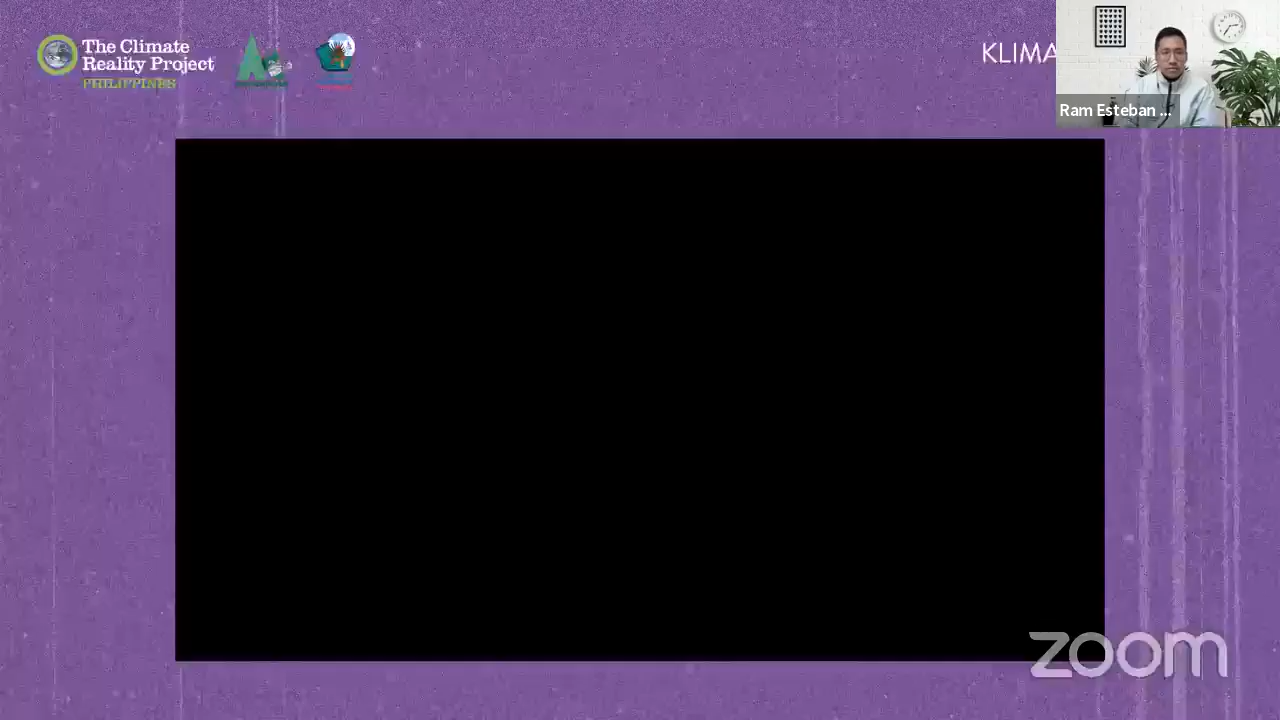 The Climate
Reality Project
PHILIPPINES
KLIMA
Ram Esteban ...
zoom